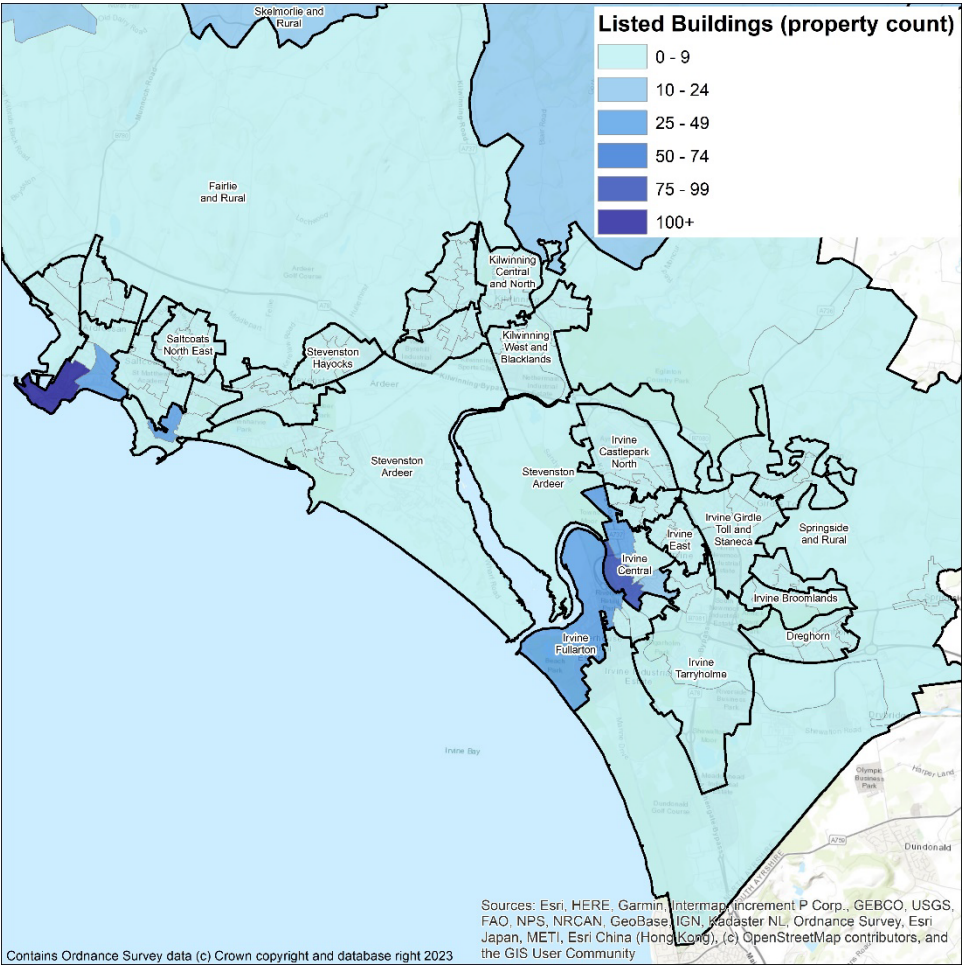 Skelmorlie and
Rural
Listed Buildings (property count)
0 - 9
10 - 24
25 - 49
50 - 74
75 - 99
100+
Fairlie
and Rural
Kilwinning
Central
and North
Saltcoats
North East
Stevenston
Hayocks
Kilwinning
West and
Blacklands
Ardeer
Stevenston
Ardeer
Stevenston
Ardeer
Irvine
Castlepark
North
Irvine Girdle
Toll and
Staneca
Irvine
East
Springside
and Rural
Irvine
Central
Irvine Broomlands
Dreghorn
Irvine
Fullarton
Irvine
Tarryholme
Irvine Bay
Olympic
Business
Park
Harper Land
A759
Dundonald
Sources: Esri, HERE, Garmin, Intermap, increment P Corp., GEBCO, USGS,
FAO, NPS, NRCAN, GeoBase, IGN, Kadaster NL, Ordnance Survey, Esri
Japan, METI, Esri China (Hong Kong), (c) OpenStreetMap contributors, and
the GIS User Community
Contains Ordnance Survey data (c) Crown copyright and database right 2023